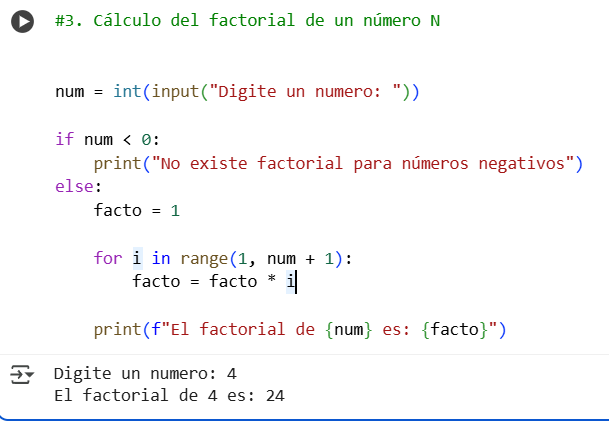 #3. Cálculo del factorial de un número N
num = int(input("Digite un numero: "))
if num < 0:
    print("No existe factorial para números negativos")
else:
    facto = 1
    for i in range(1, num + 1):
        facto = facto * i
    print(f"El factorial de {num} es: {facto}")
Digite un numero: 4
El factorial de 4 es: 24